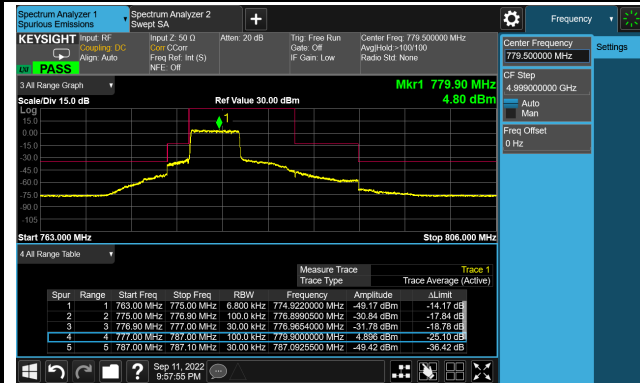 Spectrum Analyzer 1
Spurious Emissions
Spectrum Analyzer 2
Swept SA
Frequency
KEYSIGHT
Input: RF
Coupling: DC
Align: Auto
Input Z: 50 Ω
Corr CCorr
Freq Ref: Int (S)
NFE: Off
Atten: 20 dB
Trig: Free Run
Gate: Off
IF Gain: Low
Center Freq: 779.500000 MHz
Avg|Hold:>100/100
Radio Std: None
LXI
PASS
Center Frequency
779.500000 MHz
Settings
CF Step
4.999000000 GHz
Auto
Man
Freq Offset
0 Hz
3 All Range Graph
Mkr1 779.90 MHz
Scale/Div 15.0 dB
Ref Value 30.00 dBm
4.80 dBm
Log
15.0
0.00
-15.0
-30.0
-45.0
-60.0
-75.0
-90.0
-105
1
Start 763.000 MHz
Stop 806.000 MHz
4 All Range Table
Measure Trace Trace 1
Trace Type Trace Average (Active)
Spur Range Start Freq Stop Freq RBW Frequency Amplitude ΔLimit
1 1 763.00 MHz 775.00 MHz 6.800 kHz 774.9220000 MHz -49.17 dBm -14.17 dB
2 2 775.00 MHz 776.90 MHz 100.0 kHz 776.8990500 MHz -30.84 dBm -17.84 dB
3 3 776.90 MHz 777.00 MHz 30.00 kHz 776.9654000 MHz -31.78 dBm -18.78 dB
4 4 777.00 MHz 787.00 MHz 100.0 kHz 779.9000000 MHz 4.896 dBm -25.10 dB
5 5 787.00 MHz 787.10 MHz 30.00 kHz 787.0925500 MHz -49.42 dBm -36.42 dB
Sep 11, 2022
9:57:55 PM